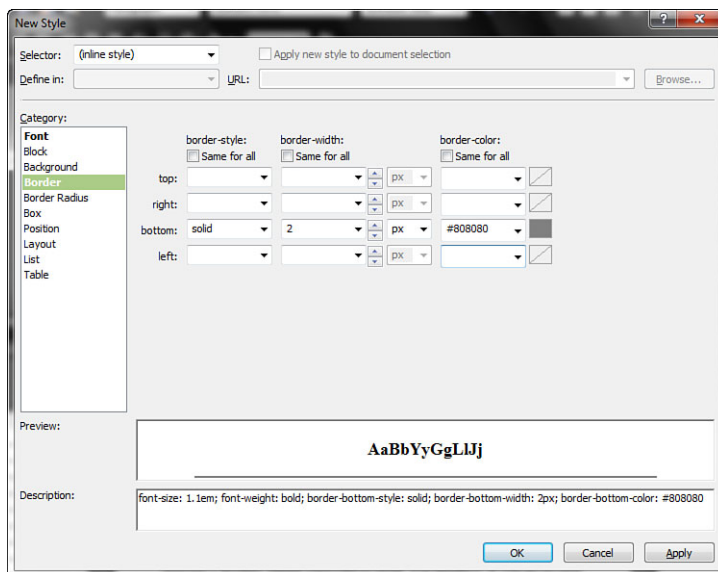 New Style
?
X
Selector: (inline style) Apply new style to document selection
Define in: URL: Browse...
Category:
Font
Block
Background
Border
Border Radius
Box
Position
Layout
List
Table
border-style: border-width: border-color:
Same for all Same for all Same for all
top: px
right: px
bottom: solid 2 px #808080
left: px
Preview:
AaBbYyGgLlJj
Description:
font-size: 1.1em; font-weight: bold; border-bottom-style: solid; border-bottom-width: 2px; border-bottom-color: #808080
OK Cancel Apply